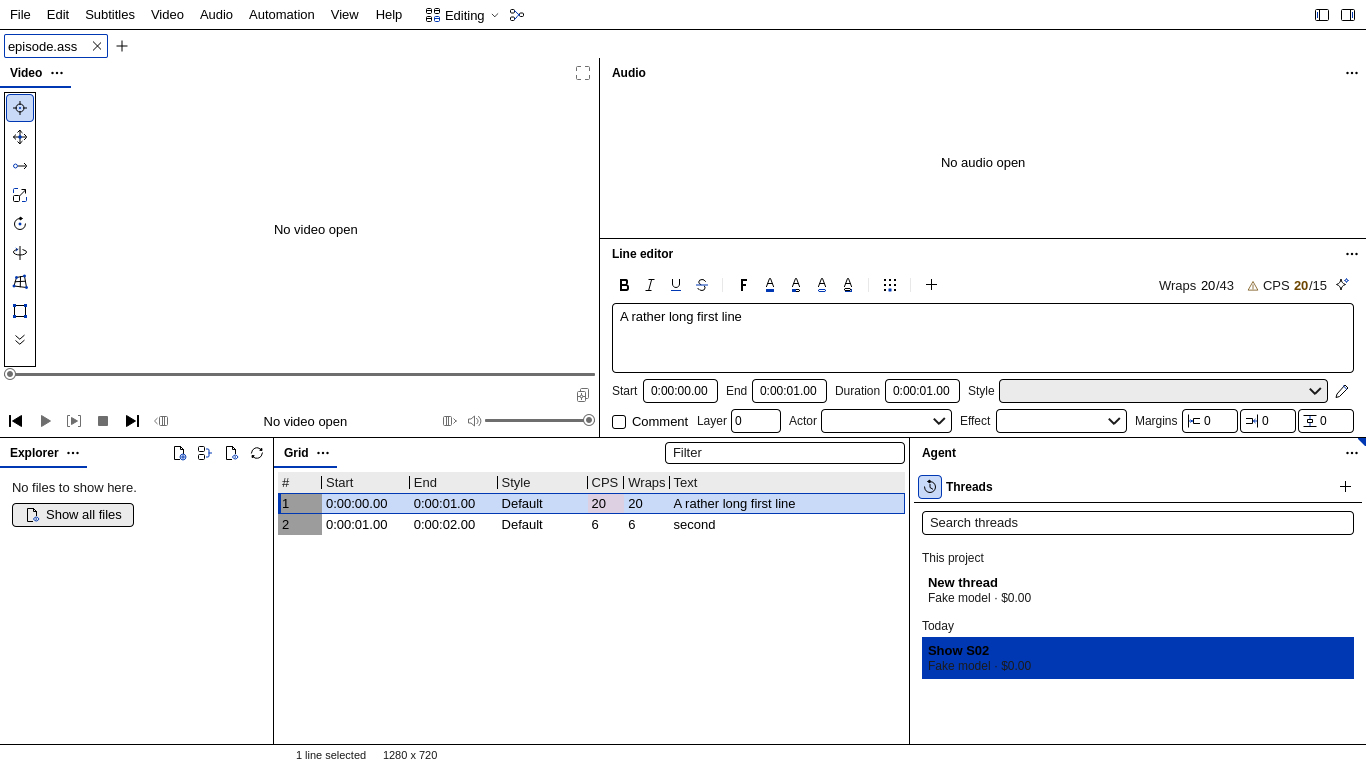 File Edit Subtitles Video Audio Automation View Help Editing
episode.ass
Video
No video open
No video open
Audio
No audio open
Line editor
B I U S F A A A A Wraps 20/43 CPS 20/15
A rather long first line
Start 0:00:00.00 End 0:00:01.00 Duration 0:00:01.00 Style
Comment Layer 0 Actor Effect Margins 0 0 0
Explorer
No files to show here.
Show all files
Grid Filter
# Start End Style CPS Wraps Text
1 0:00:00.00 0:00:01.00 Default 20 20 A rather long first line
2 0:00:01.00 0:00:02.00 Default 6 6 second
Agent
Threads
Search threads
This project
New thread
Fake model · $0.00
Today
Show S02
Fake model · $0.00
1 line selected 1280 x 720